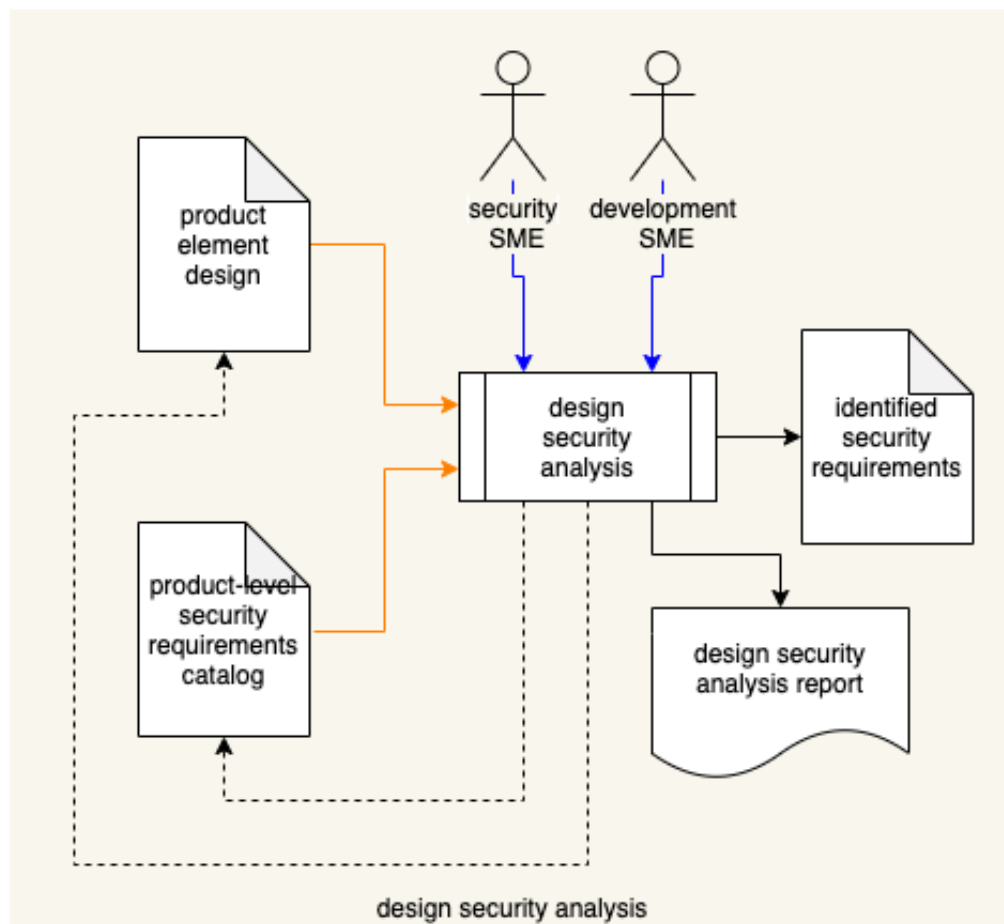 security
SME
development
SME
product
element
design
design
security
analysis
identified
security
requirements
product-level
security
requirements
catalog
design security
analysis report
design security analysis